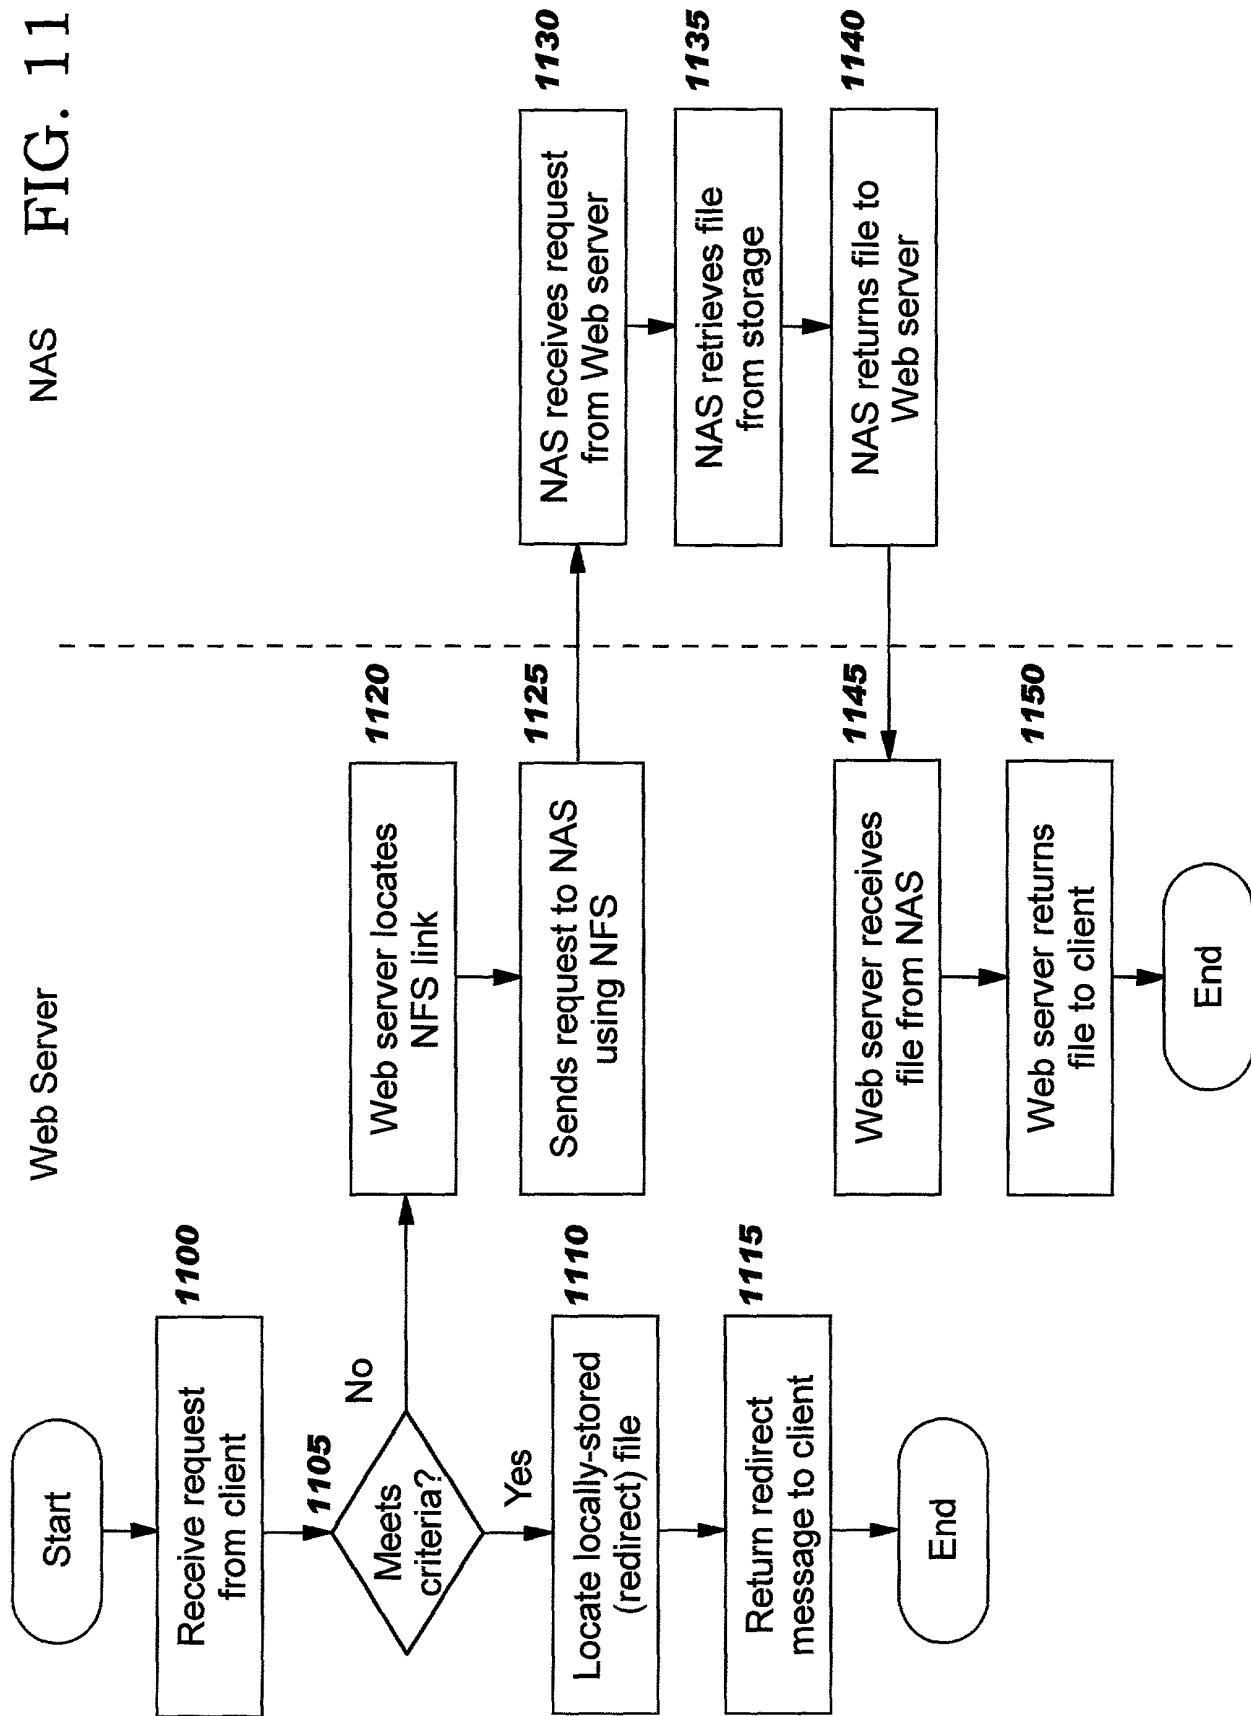 FIG. 11
Web Server
NAS
Start
Receive request
from client
1100
Meets
criteria?
1105
No
Yes
Locate locally-stored
(redirect) file
1110
Return redirect
message to client
1115
End
Web server locates
NFS link
1120
Sends request to NAS
using NFS
1125
NAS receives request
from Web server
1130
NAS retrieves file
from storage
1135
NAS returns file to
Web server
1140
Web server receives
file from NAS
1145
Web server returns
file to client
1150
End